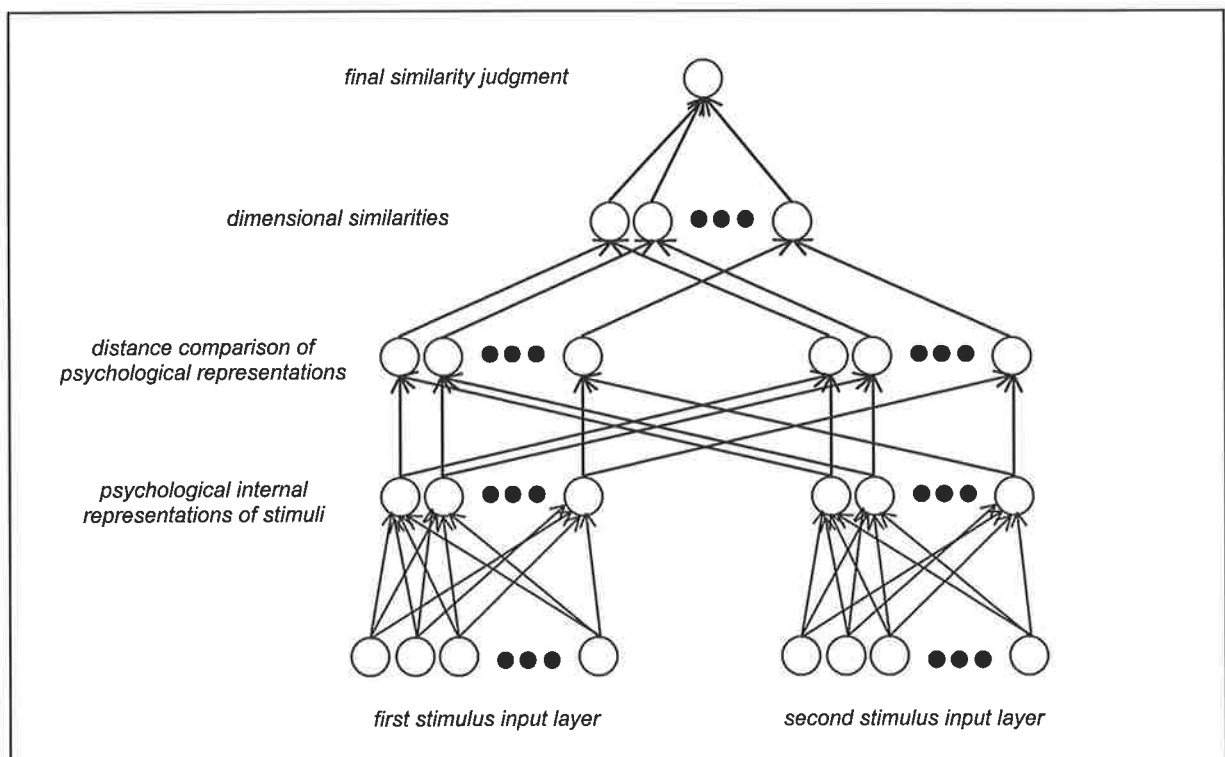 final similarity judgment
dimensional similarities
distance comparison of
psychological representations
psychological internal
representations of stimuli
first stimulus input layer
second stimulus input layer